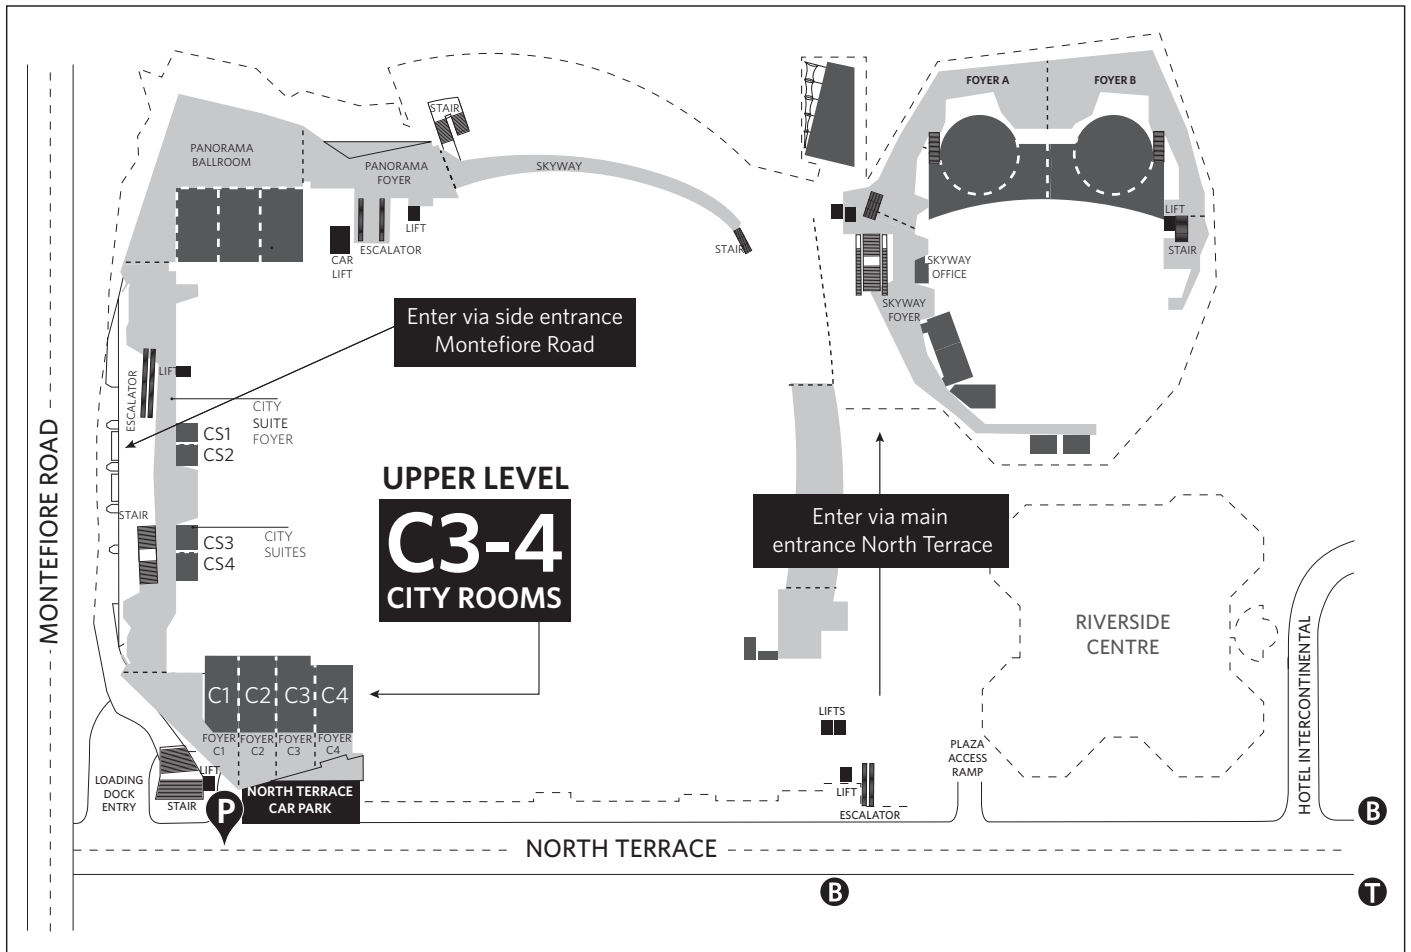 FOYER A
FOYER B
STAIR
PANORAMA
BALLROOM
PANORAMA
FOYER
SKYWAY
LIFT
ESCALATOR
CAR
LIFT
STAIR
LIFT
STAIR
SKYWAY
OFFICE
SKYWAY
FOYER
Enter via side entrance
Montefiore Road
LIFT
ESCALATOR
CITY
SUITE
FOYER
CS1
CS2
MONTEFIORE ROAD
UPPER LEVEL
C3-4
CITY ROOMS
Enter via main
entrance North Terrace
STAIR
CS3
CS4
CITY
SUITES
RIVERSIDE
CENTRE
HOTEL INTERCONTINENTAL
C1
C2
C3
C4
FOYER
C1
FOYER
C2
FOYER
C3
FOYER
C4
LIFTS
PLAZA
ACCESS
RAMP
LOADING
DOCK
ENTRY
LIFT
STAIR
P
NORTH TERRACE
CAR PARK
LIFT
ESCALATOR
B
NORTH TERRACE
B
T